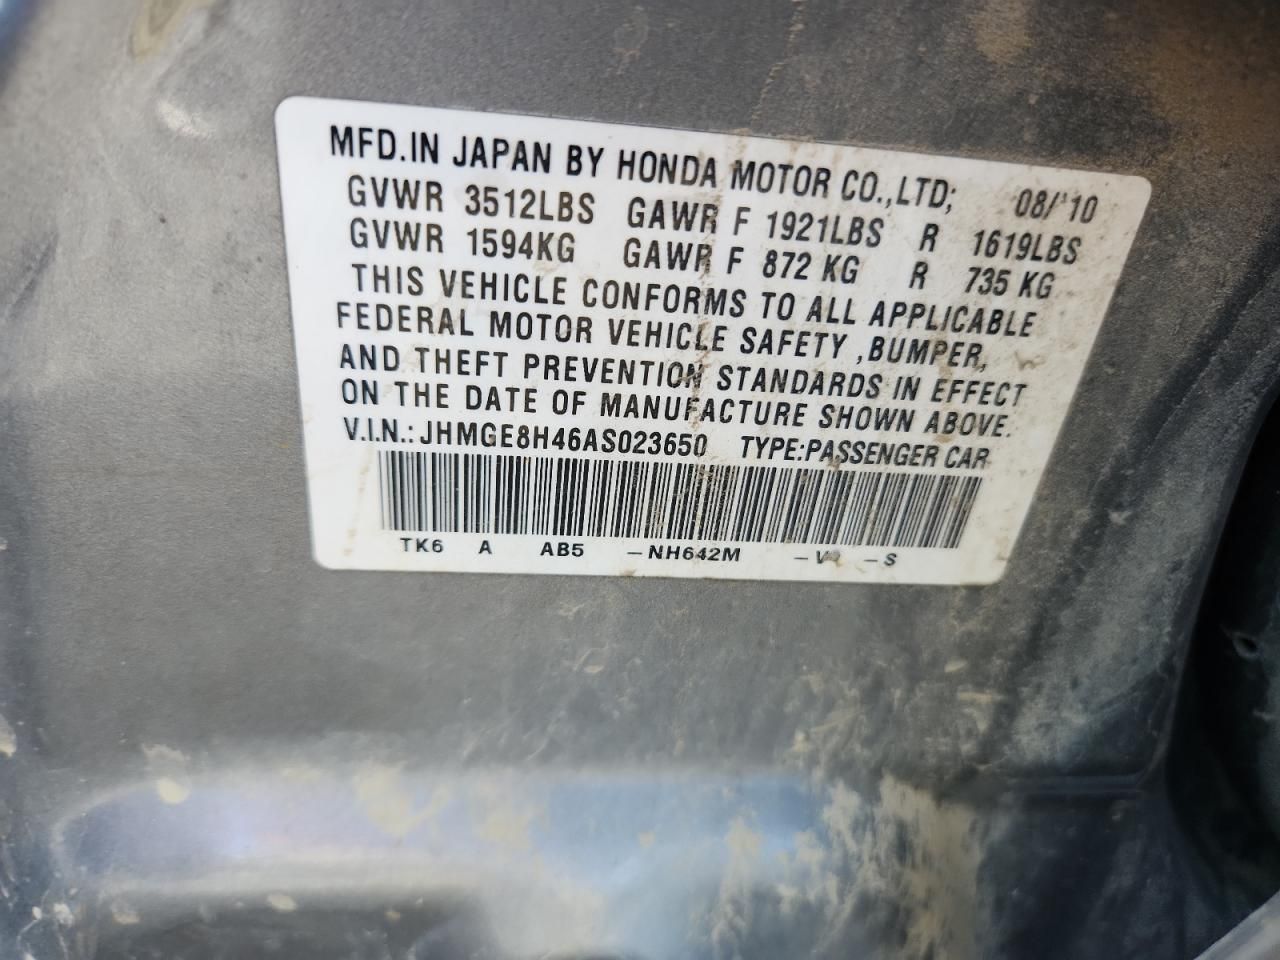 MFD.IN JAPAN BY HONDA MOTOR CO.,LTD; 08/'10
GVWR 3512LBS GAWR F 1921LBS R 1619LBS
GVWR 1594KG GAWR F 872 KG R 735 KG
THIS VEHICLE CONFORMS TO ALL APPLICABLE
FEDERAL MOTOR VEHICLE SAFETY ,BUMPER,
AND THEFT PREVENTION STANDARDS IN EFFECT
ON THE DATE OF MANUFACTURE SHOWN ABOVE.
V.I.N.: JHMGE8H46AS023650 TYPE:PASSENGER CAR
TK6 A AB5 –NH642M –S